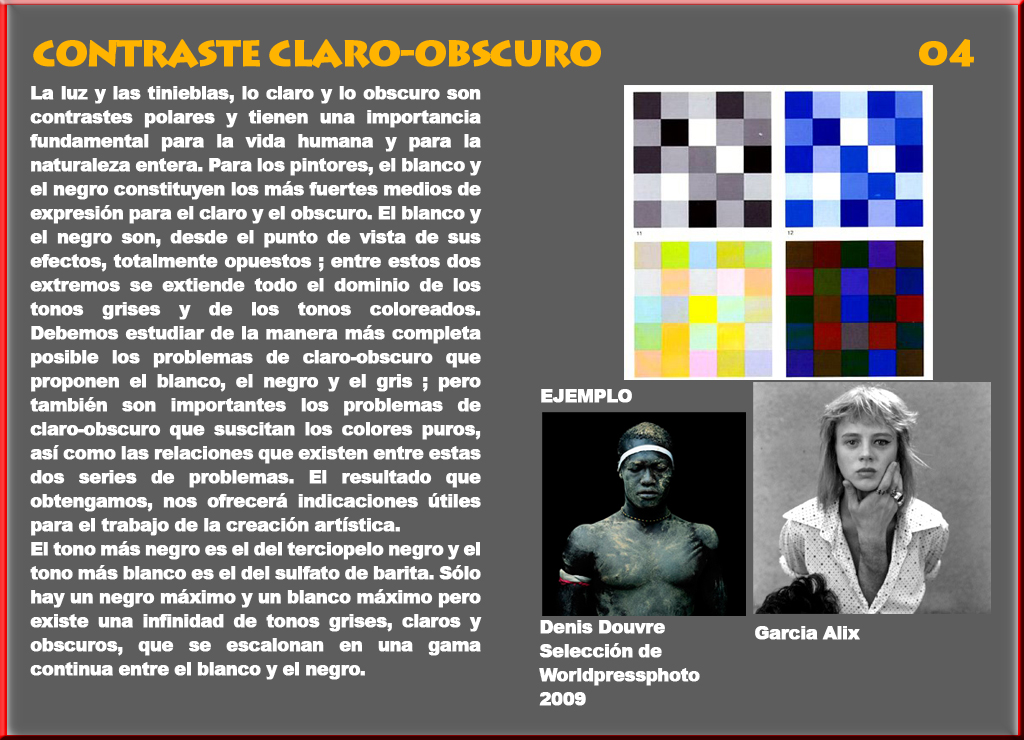 CONTRASTE CLARO-OBSCURO
04
La luz y las tinieblas, lo claro y lo obscuro son
contrastes polares y tienen una importancia
fundamental para la vida humana y para la
naturaleza entera. Para los pintores, el blanco y
el negro constituyen los más fuertes medios de
expresión para el claro y el obscuro. El blanco y
el negro son, desde el punto de vista de sus
efectos, totalmente opuestos ; entre estos dos
extremos se extiende todo el dominio de los
tonos grises y de los tonos coloreados.
Debemos estudiar de la manera más completa
posible los problemas de claro-obscuro que
proponen el blanco, el negro y el gris ; pero
también son importantes los problemas de
claro-obscuro que suscitan los colores puros,
así como las relaciones que existen entre estas
dos series de problemas. El resultado que
obtengamos, nos ofrecerá indicaciones útiles
para el trabajo de la creación artística.
El tono más negro es el del terciopelo negro y el
tono más blanco es el del sulfato de barita. Sólo
hay un negro máximo y un blanco máximo pero
existe una infinidad de tonos grises, claros y
obscuros, que se escalonan en una gama
continua entre el blanco y el negro.
11
12
EJEMPLO
Denis Douvre
Selección de
Worldpressphoto
2009
Garcia Alix